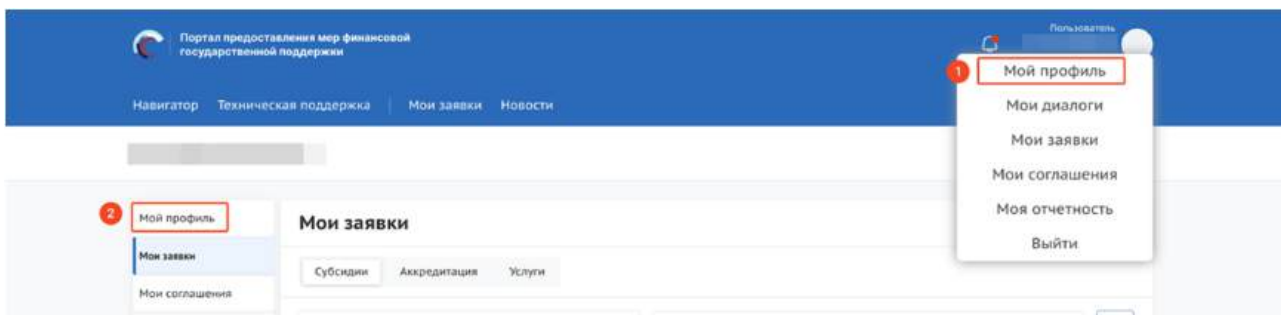 Портал предоставления мер финансовой
государственной поддержки
Пользователь
Навигатор Техническая поддержка Мои заявки Новости
1
Мой профиль
Мои диалоги
Мои заявки
Мои соглашения
Моя отчетность
Выйти
2
Мой профиль
Мои заявки
Мои соглашения
Мои заявки
Субсидии Аккредитация Услуги